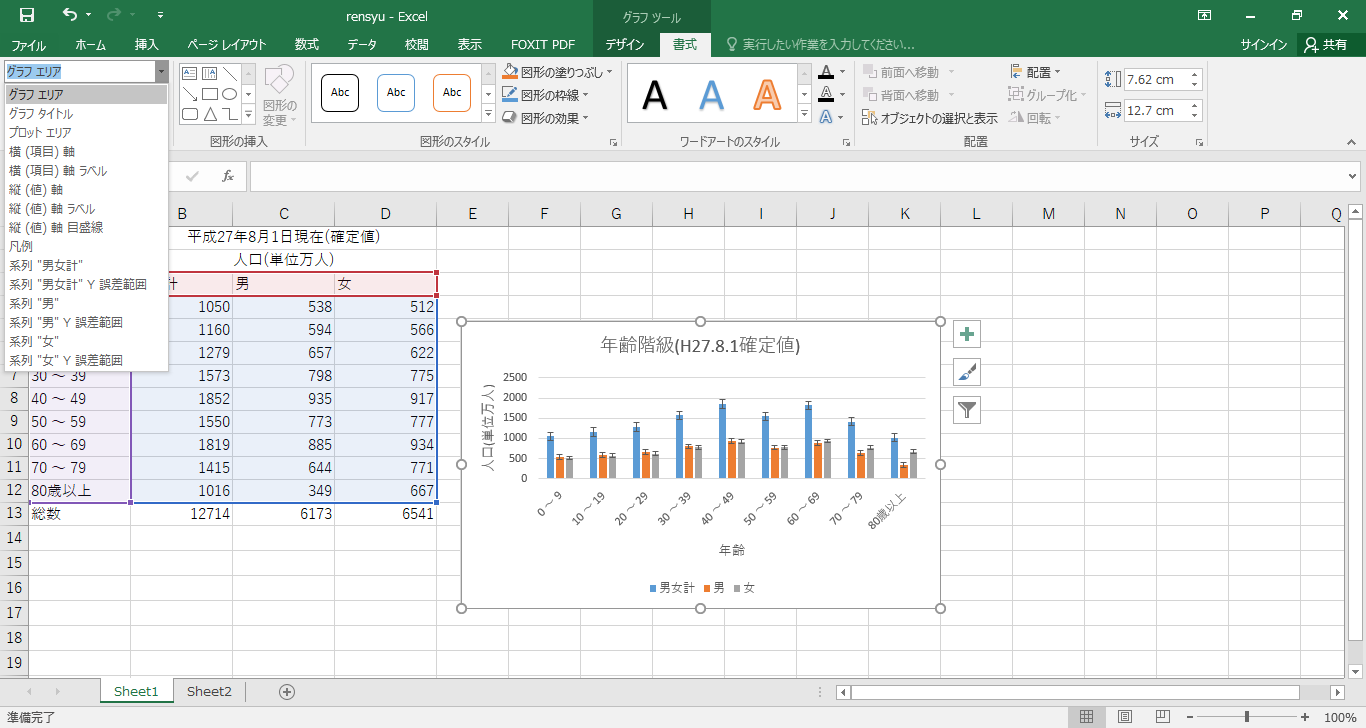 rensyu - Excel
グラフ ツール
ファイル ホーム 挿入 ページ レイアウト 数式 データ 校閲 表示 FOXIT PDF デザイン 書式 実行したい作業を入力してください... サインイン 共有
グラフ エリア
グラフ エリア
グラフ タイトル
プロット エリア
横 (項目) 軸
横 (項目) 軸 ラベル
縦 (値) 軸
縦 (値) 軸 ラベル
縦 (値) 軸 目盛線
凡例
系列 "男女計"
系列 "男女計" Y 誤差範囲
系列 "男"
系列 "男" Y 誤差範囲
系列 "女"
系列 "女" Y 誤差範囲
図形の変更
図形の挿入
Abc Abc Abc
図形の塗りつぶし
図形の枠線
図形の効果
図形のスタイル
A A A
A
A
A
ワードアートのスタイル
前面へ移動
背面へ移動
オブジェクトの選択と表示
配置
グループ化
回転
配置
7.62 cm
12.7 cm
サイズ
fx
B C D E F G H I J K L M N O P Q
平成27年8月1日現在(確定値)
人口(単位万人)
計 男 女
1050 538 512
1160 594 566
1279 657 622
7 30 ～ 39 1573 798 775
8 40 ～ 49 1852 935 917
9 50 ～ 59 1550 773 777
10 60 ～ 69 1819 885 934
11 70 ～ 79 1415 644 771
12 80歳以上 1016 349 667
13 総数 12714 6173 6541
14
15
16
17
18
19
年齢階級(H27.8.1確定値)
人口(単位万人)
2500
2000
1500
1000
500
0
0 ～ 9 10 ～ 19 20 ～ 29 30 ～ 39 40 ～ 49 50 ～ 59 60 ～ 69 70 ～ 79 80歳以上
年齢
男女計 男 女
Sheet1 Sheet2
準備完了
100%